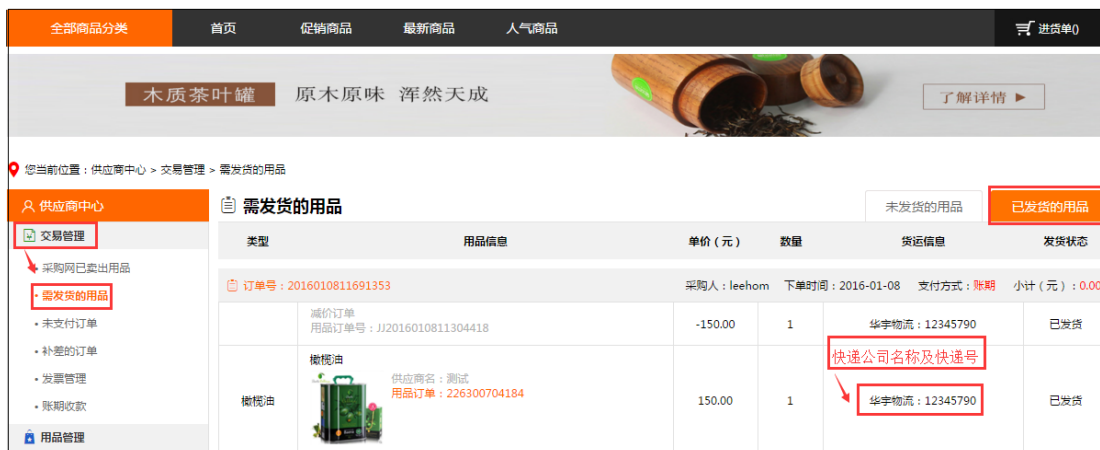 全部商品分类 首页 促销商品 最新商品 人气商品 进货单()
木质茶叶罐 原木原味 浑然天成 了解详情
您当前位置：供应商中心 > 交易管理 > 需发货的用品
供应商中心 需发货的用品 未发货的用品 已发货的用品
交易管理 类型 用品信息 单价（元） 数量 货运信息 发货状态
采购网已卖出用品
订单号：2016010811691353 采购人：leehom 下单时间：2016-01-08 支付方式：账期 小计（元）：0.00
• 需发货的用品
减价订单
• 未支付订单 用品订单号：JJ2016010811304418 -150.00 1 华宇物流：12345790 已发货
• 补差的订单 橄榄油 快递公司名称及快递号
• 发票管理 供应商名：测试
用品订单：226300704184
• 账期收款 橄榄油 150.00 1 华宇物流：12345790 已发货
用品管理